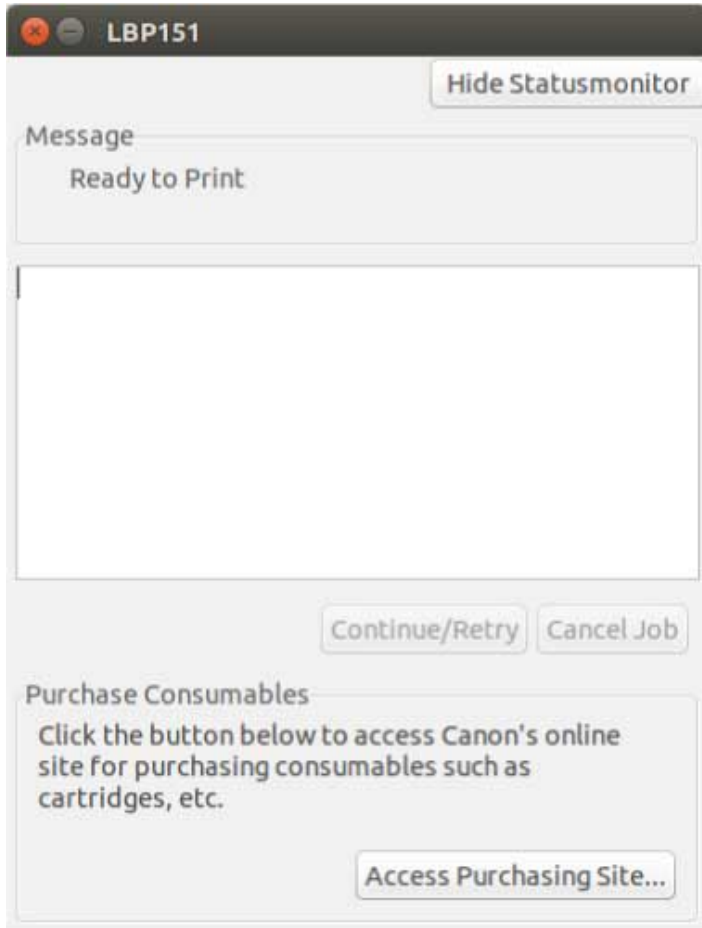 LBP151
Hide Statusmonitor
Message
Ready to Print
Continue/Retry
Cancel Job
Purchase Consumables
Click the button below to access Canon's online
site for purchasing consumables such as
cartridges, etc.
Access Purchasing Site...